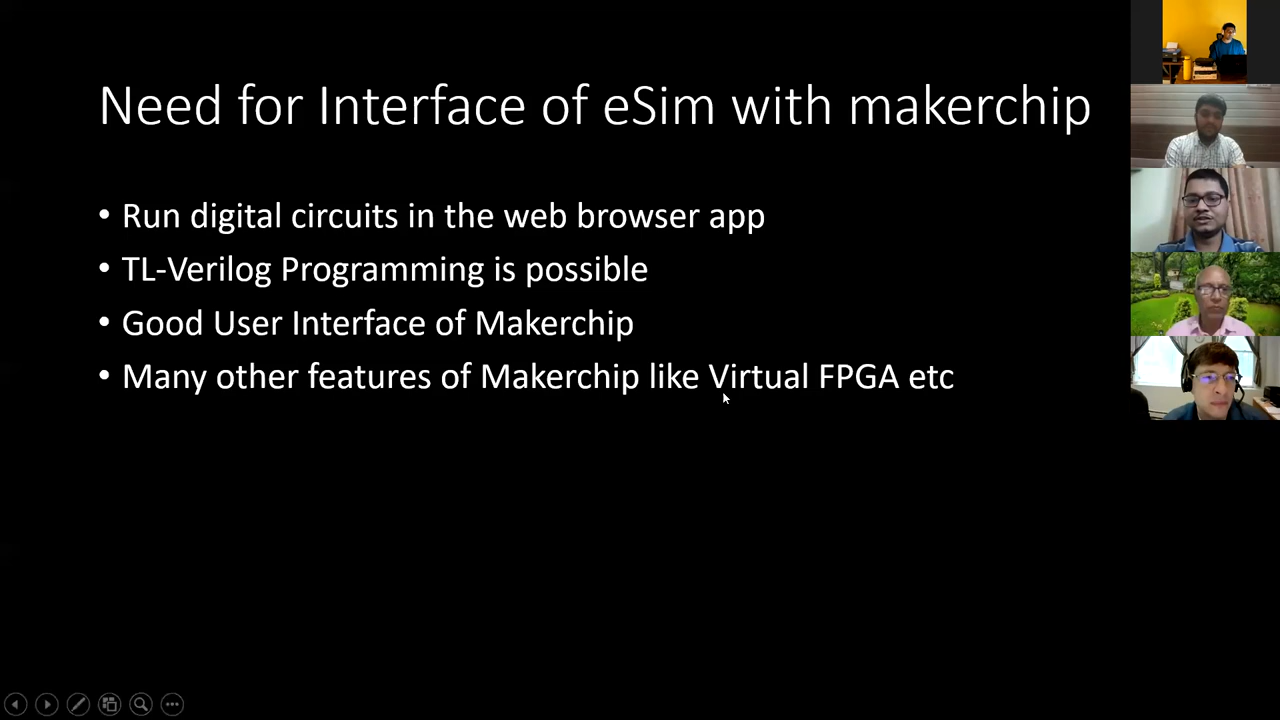 Need for Interface of eSim with makerchip
• Run digital circuits in the web browser app
• TL-Verilog Programming is possible
• Good User Interface of Makerchip
• Many other features of Makerchip like Virtual FPGA etc